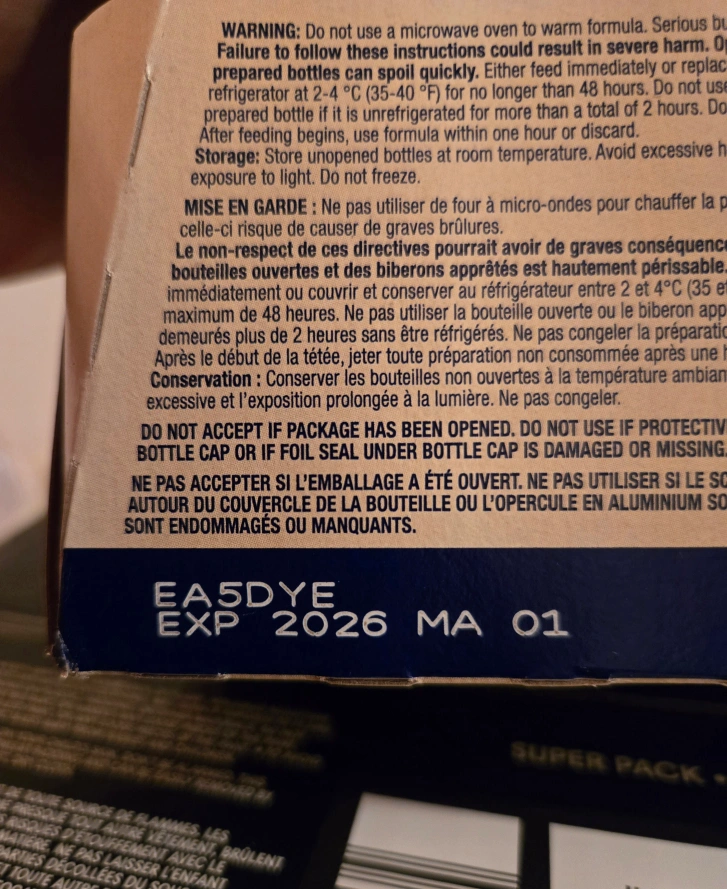 WARNING: Do not use a microwave oven to warm formula. Serious
Failure to follow these instructions could result in severe harm.
prepared bottles can spoil quickly. Either feed immediately or
refrigerator at 2-4 °C (35-40 °F) for no longer than 48 hours. Do not
prepared bottle if it is unrefrigerated for more than a total of 2 hours. Do
After feeding begins, use formula within one hour or discard.
Storage: Store unopened bottles at room temperature. Avoid excessive
exposure to light. Do not freeze.
MISE EN GARDE : Ne pas utiliser de four à micro-ondes pour chauffer la
celle-ci risque de causer de graves brûlures.
Le non-respect de ces directives pourrait avoir de graves
bouteilles ouvertes et des biberons apprêtés est hautement périssable.
immédiatement ou couvrir et conserver au réfrigérateur entre 2 et 4°C (35
maximum de 48 heures. Ne pas utiliser la bouteille ouverte ou le biberon
demeurés plus de 2 heures sans être réfrigérés. Ne pas congeler la
Après le début de la tétée, jeter toute préparation non consommée après une
Conservation : Conserver les bouteilles non ouvertes à la température
excessive et l'exposition prolongée à la lumière. Ne pas congeler.
DO NOT ACCEPT IF PACKAGE HAS BEEN OPENED. DO NOT USE IF
BOTTLE CAP OR IF FOIL SEAL UNDER BOTTLE CAP IS DAMAGED OR MISSING.
NE PAS ACCEPTER SI L'EMBALLAGE A ÉTÉ OUVERT. NE PAS UTILISER SI LE
AUTOUR DU COUVERCLE DE LA BOUTEILLE OU L'OPERCULE EN ALUMINIUM
SONT ENDOMMAGÉS OU MANQUANTS.
EA5DYE
EXP 2026 MA 01
SUPER PACK